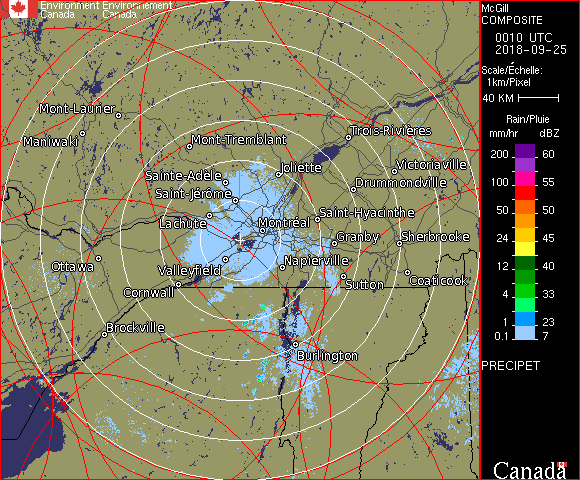 Environment Environnement
Canada Canada
McGill
COMPOSITE
0010 UTC
2018-09-25
Scale/Échelle:
1km/Pixel
40 KM
Rain/Pluie
mm/hr dBZ
200 60
100 55
50 50
24 45
12 40
4 33
1 23
0.1 7
PRECIPET
Canada
Mont-Laurier
Maniwaki
Mont-Tremblant
Trois-Rivières
Sainte-Adèle
Joliette
Victoriaville
Saint-Jérôme
Drummondville
Lachute
Montréal
Saint-Hyacinthe
Granby
Sherbrooke
Ottawa
Valleyfield
Napierville
Cornwall
Sutton
Coaticook
Brockville
Burlington